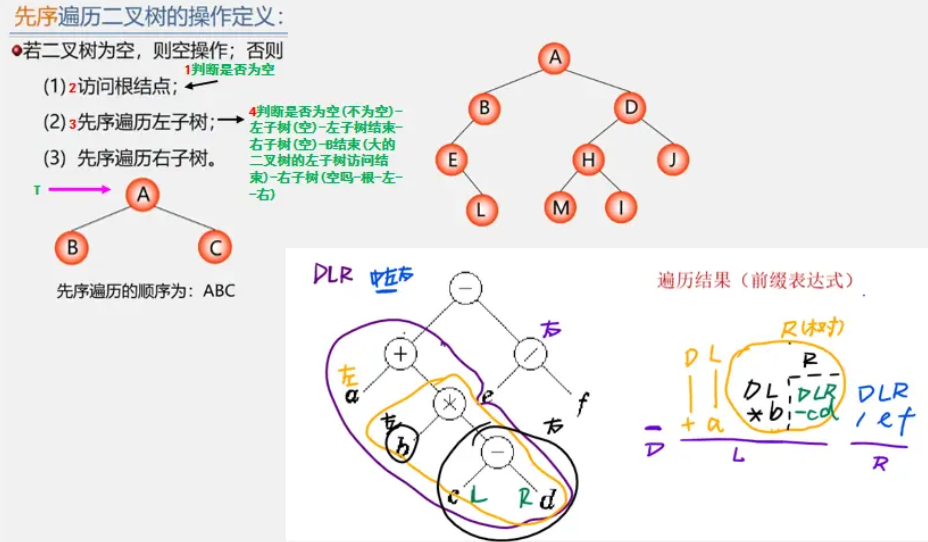 先序遍历二叉树的操作定义：
若二叉树为空，则空操作；否则
1判断是否为空
(1)2访问根结点；
(2)3先序遍历左子树；
4判断是否为空(不为空)-
左子树(空)-左子树结束-
右子树(空)-B结束(大的
二叉树的左子树访问结
束)-右子树(空吗-根-左-
-右)
(3) 先序遍历右子树。
T
A
B C
先序遍历的顺序为：ABC
A
B D
E H J
L M I
DLR 中左右
−
右
+ /
左
a * e f
左 右
b −
c L R d
遍历结果（前缀表达式）
R(树)
D L R
DL DLR DLR
+ a *b -cd / ef
− D L R